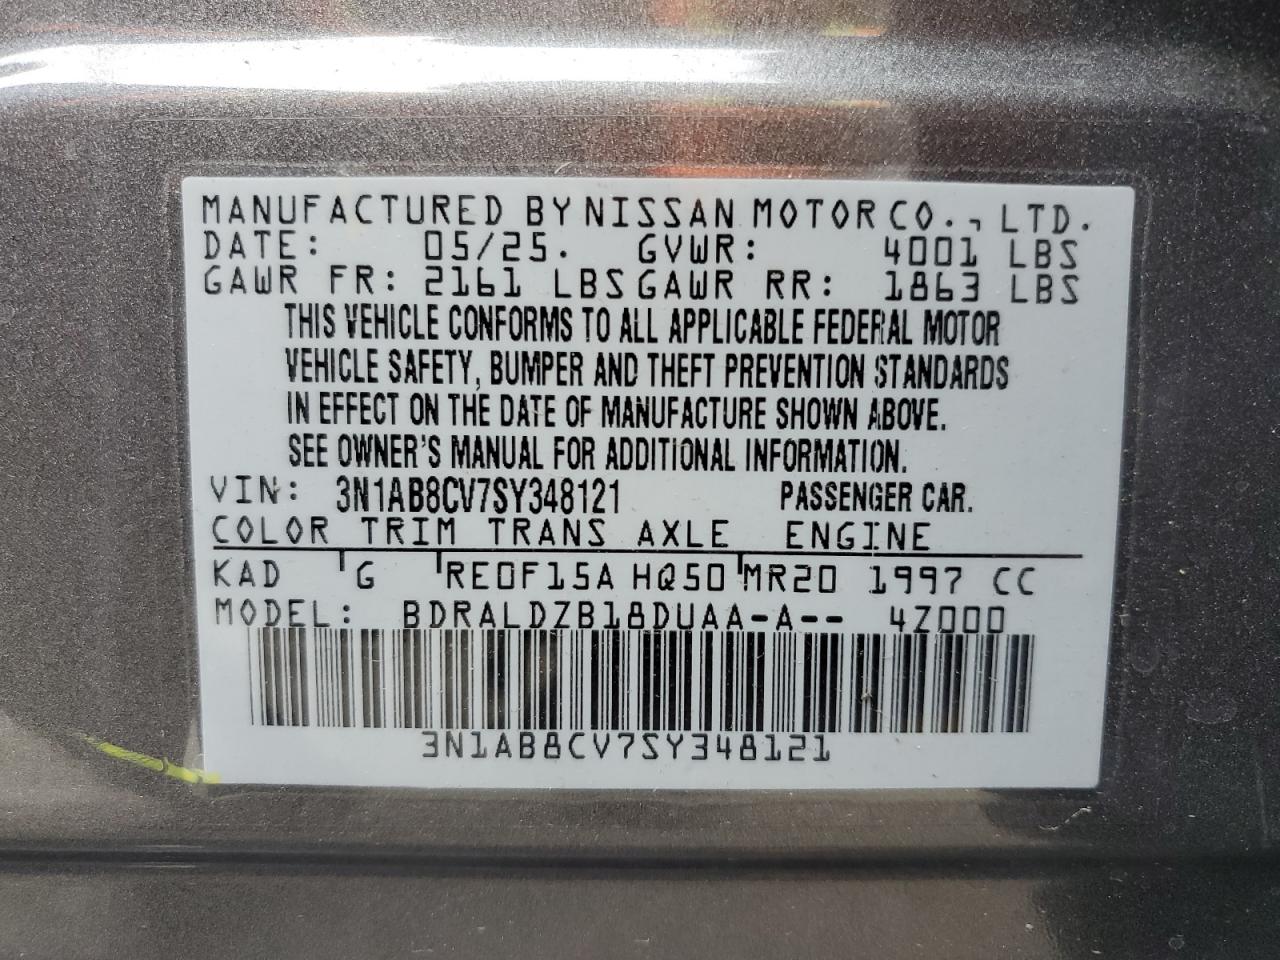 MANUFACTURED BY NISSAN MOTOR CO., LTD.
DATE: 05/25. GVWR: 4001 LBS
GAWR FR: 2161 LBS GAWR RR: 1863 LBS
THIS VEHICLE CONFORMS TO ALL APPLICABLE FEDERAL MOTOR
VEHICLE SAFETY, BUMPER AND THEFT PREVENTION STANDARDS
IN EFFECT ON THE DATE OF MANUFACTURE SHOWN ABOVE.
SEE OWNER'S MANUAL FOR ADDITIONAL INFORMATION.
VIN: 3N1AB8CV7SY348121 PASSENGER CAR.
COLOR TRIM TRANS AXLE ENGINE
KAD G RE0F15A HQ50 MR20 1997 CC
MODEL: BDRALDZB18DUAA-A-- 4Z000
3N1AB8CV7SY348121